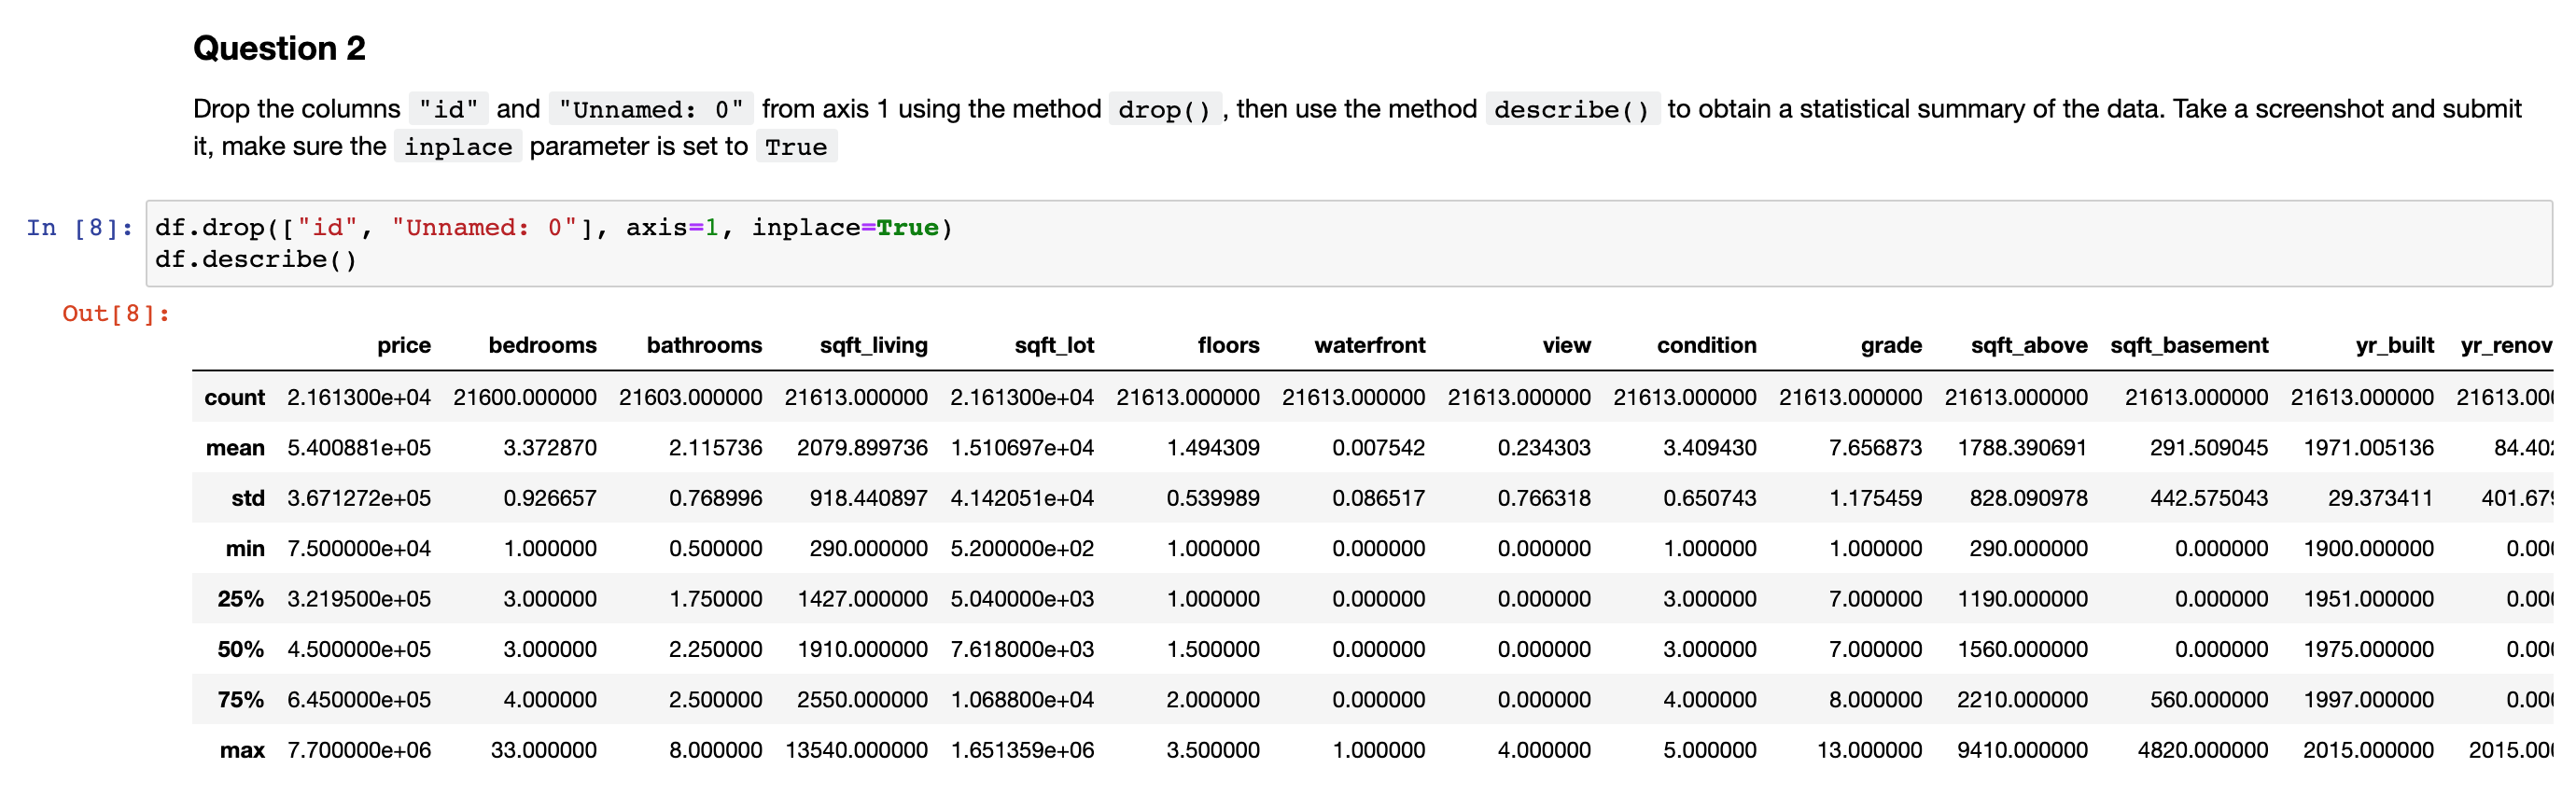 Question 2
Drop the columns "id" and "Unnamed: 0" from axis 1 using the method drop() , then use the method describe() to obtain a statistical summary of the data. Take a screenshot and submit
it, make sure the inplace parameter is set to True
In [8]: df.drop(["id", "Unnamed: 0"], axis=1, inplace=True)
df.describe()
Out[8]:
price bedrooms bathrooms sqft_living sqft_lot floors waterfront view condition grade sqft_above sqft_basement yr_built yr_renov
count 2.161300e+04 21600.000000 21603.000000 21613.000000 2.161300e+04 21613.000000 21613.000000 21613.000000 21613.000000 21613.000000 21613.000000 21613.000000 21613.000000 21613.00
mean 5.400881e+05 3.372870 2.115736 2079.899736 1.510697e+04 1.494309 0.007542 0.234303 3.409430 7.656873 1788.390691 291.509045 1971.005136 84.40
std 3.671272e+05 0.926657 0.768996 918.440897 4.142051e+04 0.539989 0.086517 0.766318 0.650743 1.175459 828.090978 442.575043 29.373411 401.67
min 7.500000e+04 1.000000 0.500000 290.000000 5.200000e+02 1.000000 0.000000 0.000000 1.000000 1.000000 290.000000 0.000000 1900.000000 0.00
25% 3.219500e+05 3.000000 1.750000 1427.000000 5.040000e+03 1.000000 0.000000 0.000000 3.000000 7.000000 1190.000000 0.000000 1951.000000 0.00
50% 4.500000e+05 3.000000 2.250000 1910.000000 7.618000e+03 1.500000 0.000000 0.000000 3.000000 7.000000 1560.000000 0.000000 1975.000000 0.00
75% 6.450000e+05 4.000000 2.500000 2550.000000 1.068800e+04 2.000000 0.000000 0.000000 4.000000 8.000000 2210.000000 560.000000 1997.000000 0.00
max 7.700000e+06 33.000000 8.000000 13540.000000 1.651359e+06 3.500000 1.000000 4.000000 5.000000 13.000000 9410.000000 4820.000000 2015.000000 2015.00